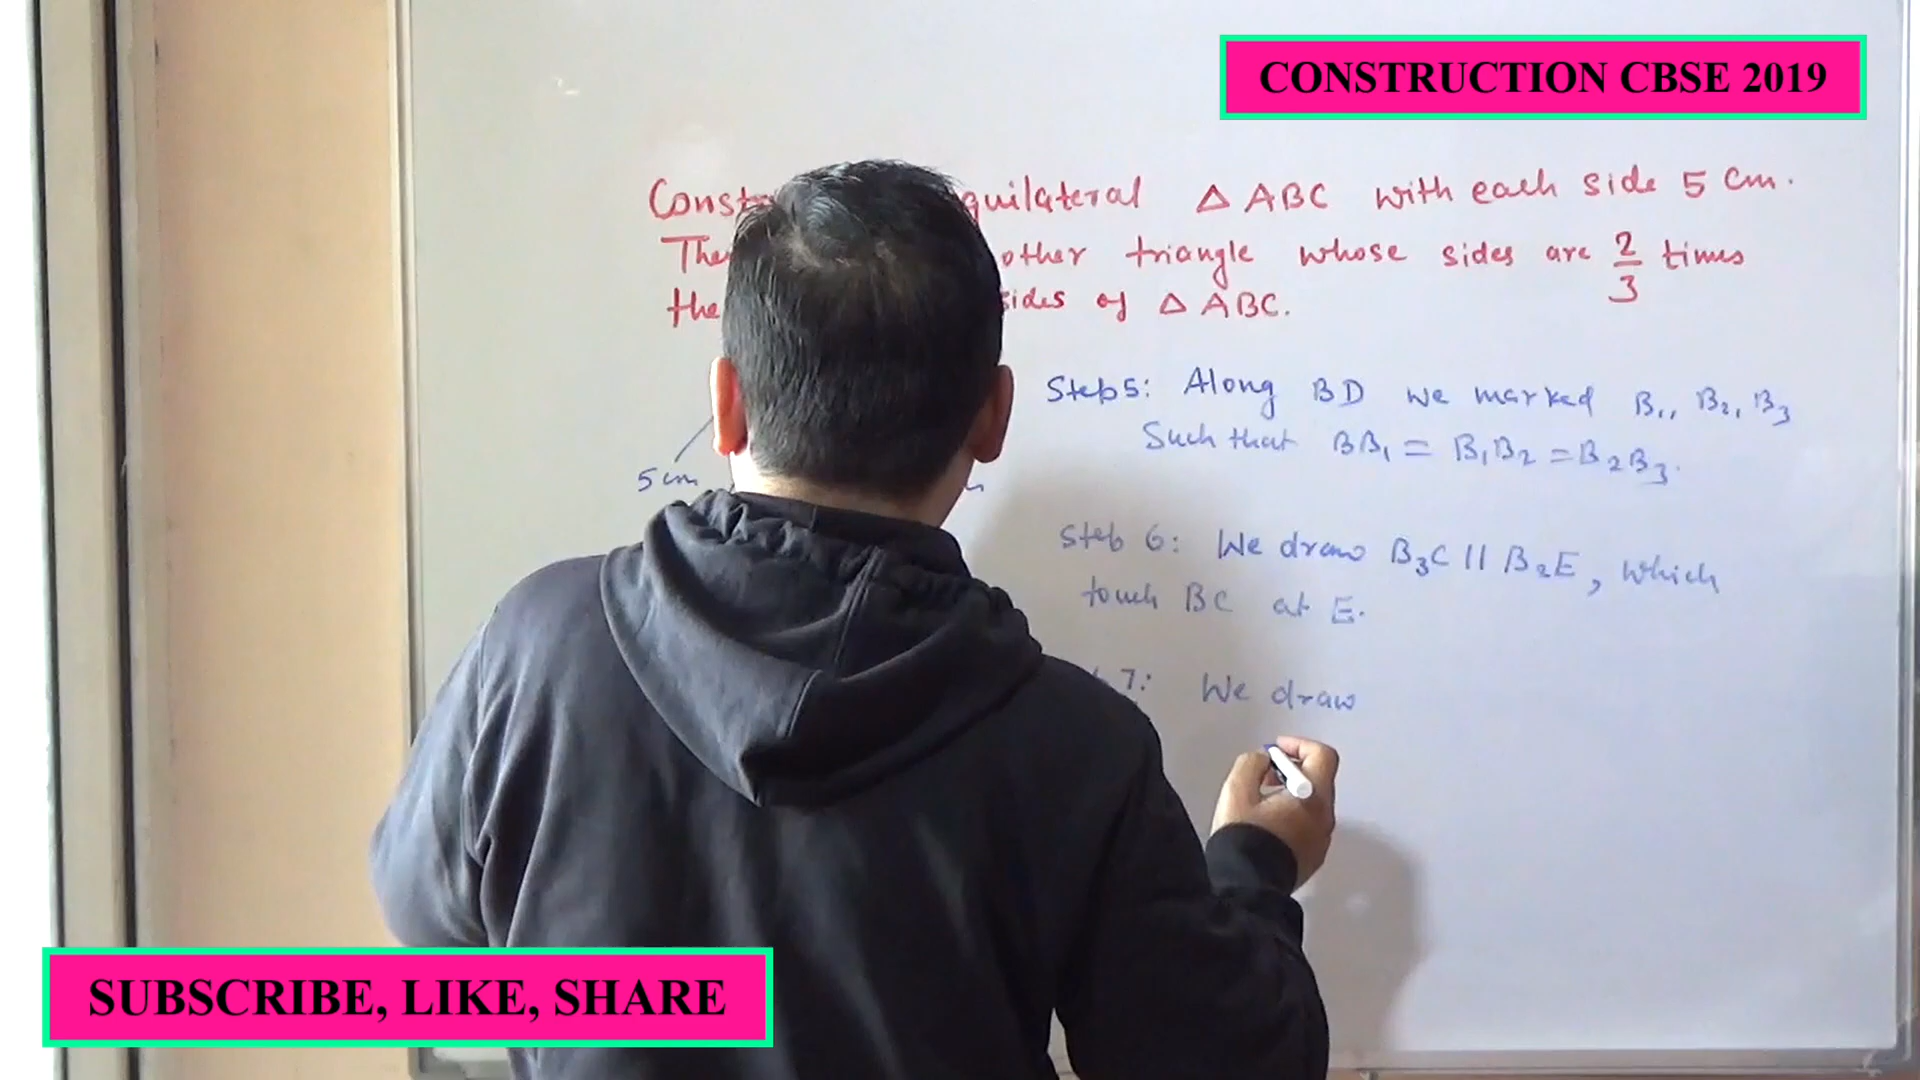 CONSTRUCTION CBSE 2019
Const quilateral △ ABC with each side 5 cm.
The other triangle whose sides are 2/3 times
the sides of △ ABC.
5 cm
Step 5: Along BD we marked B₁, B₂, B₃
Such that BB₁ = B₁B₂ = B₂B₃.
Step 6: We draw B₃C || B₂E, which
touch BC at E.
7: We draw
SUBSCRIBE, LIKE, SHARE